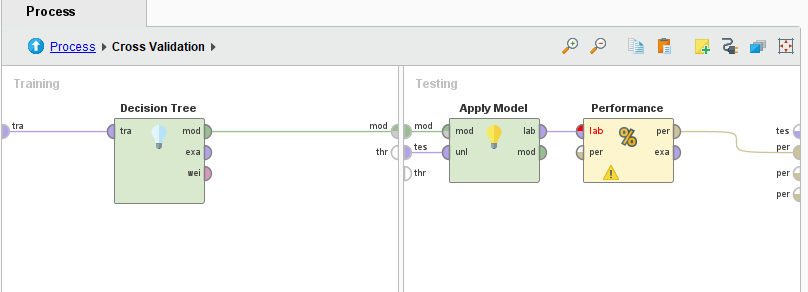 Process
Process Cross Validation
Training
Testing
Decision Tree
Apply Model
Performance
tra
tra
mod
exa
wei
mod
thr
mod
tes
thr
mod
unl
lab
mod
lab
per
per
exa
%
tes
per
per
per